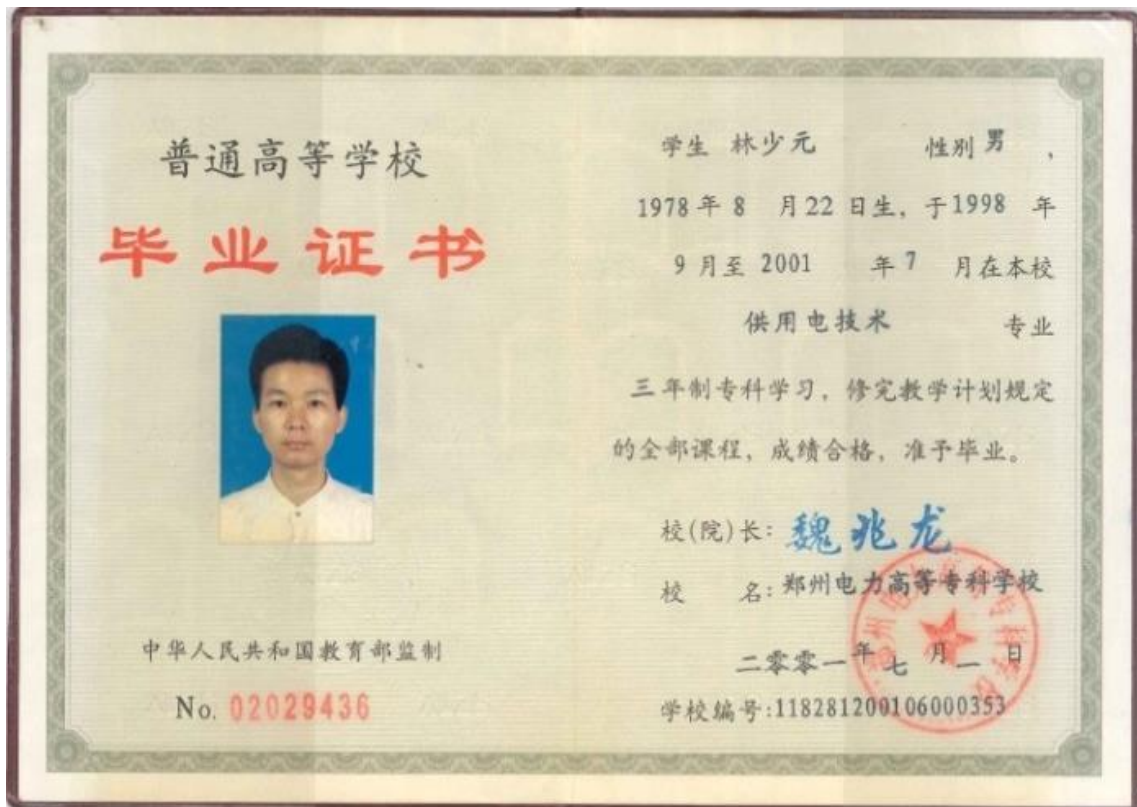 普通高等学校
毕业证书
中华人民共和国教育部监制
No. 02029436
学生 林少元 性别 男 ,
1978 年 8 月 22 日生, 于 1998 年
9 月至 2001 年 7 月在本校
供用电技术 专业
三年制专科学习, 修完教学计划规定
的全部课程, 成绩合格, 准予毕业。
校(院)长: 魏兆龙
校 名: 郑州电力高等专科学校
二零零一年七月一日
学校编号:118281200106000353